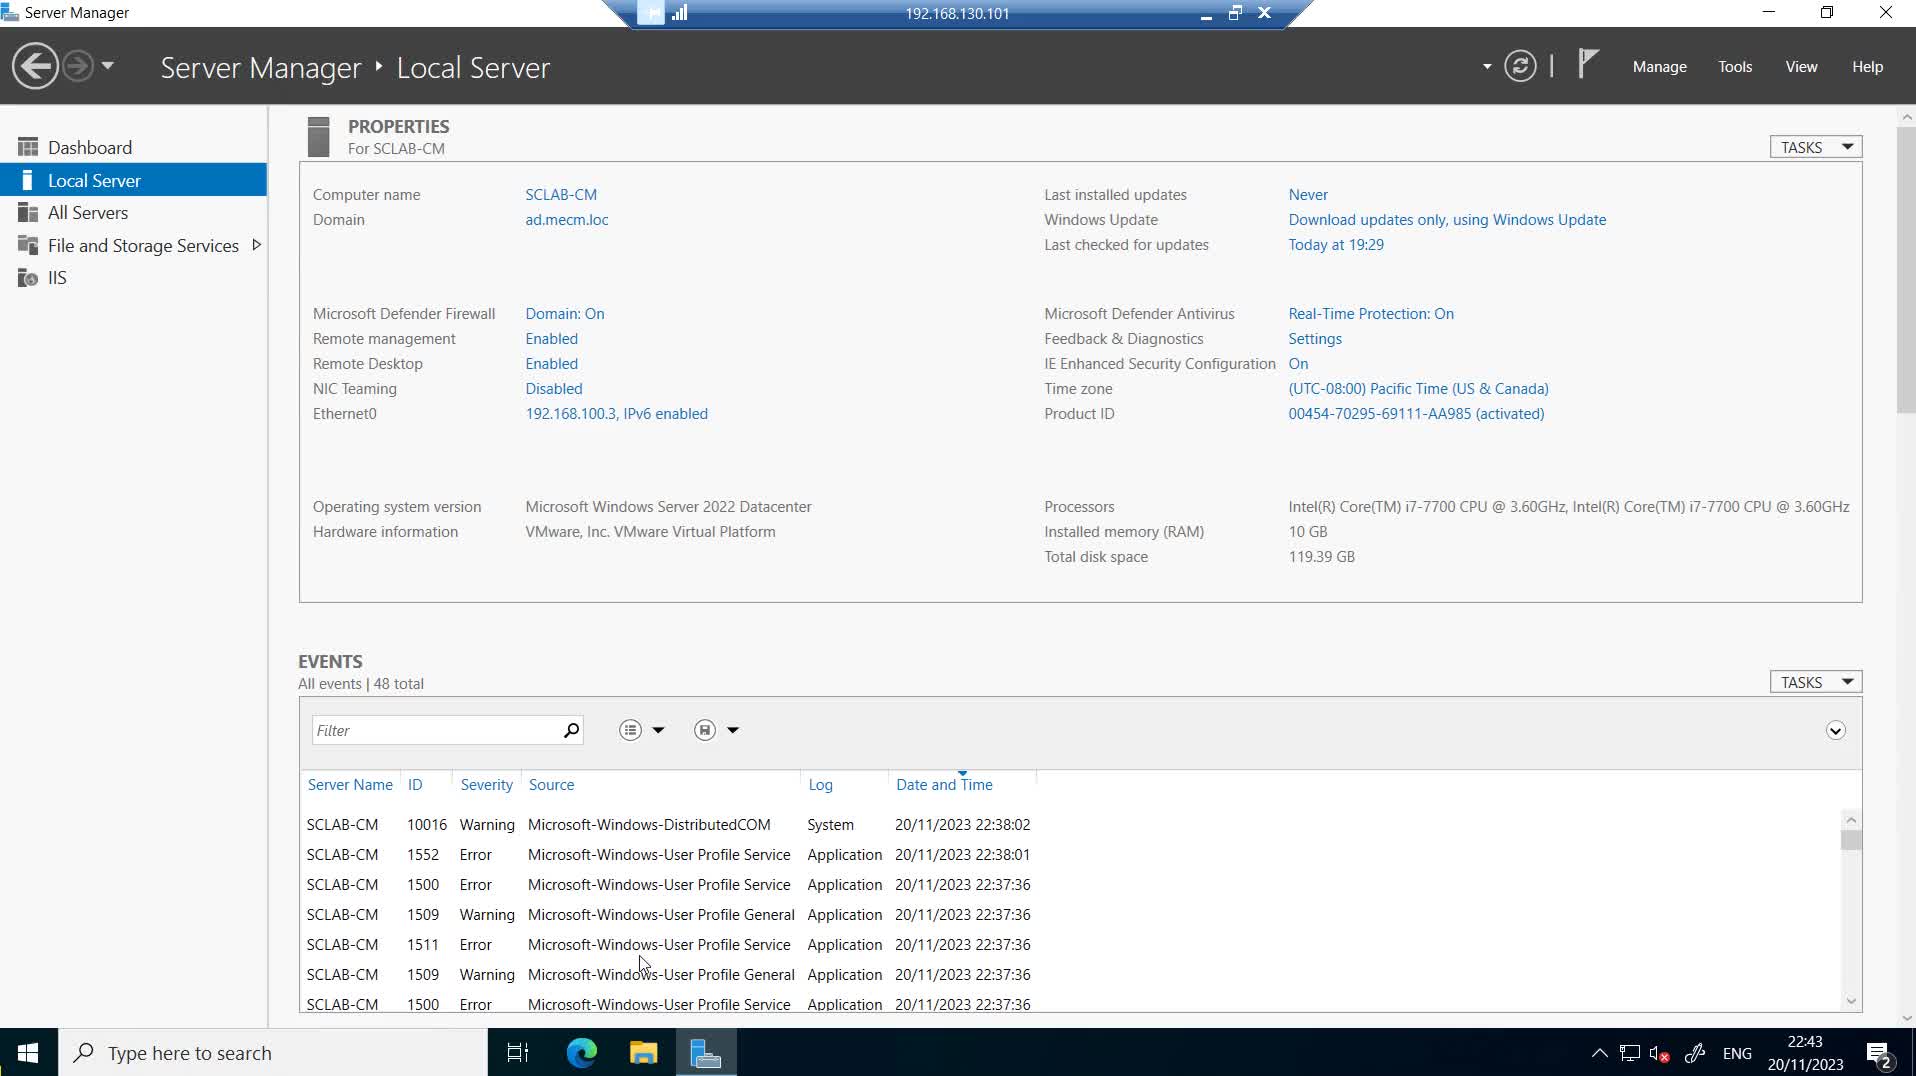 Server Manager
192.168.130.101
Server Manager ‣ Local Server
Manage Tools View Help
Dashboard
Local Server
All Servers
File and Storage Services
IIS
PROPERTIES
For SCLAB-CM
TASKS
Computer name SCLAB-CM
Domain ad.mecm.loc
Last installed updates Never
Windows Update Download updates only, using Windows Update
Last checked for updates Today at 19:29
Microsoft Defender Firewall Domain: On
Remote management Enabled
Remote Desktop Enabled
NIC Teaming Disabled
Ethernet0 192.168.100.3, IPv6 enabled
Microsoft Defender Antivirus Real-Time Protection: On
Feedback & Diagnostics Settings
IE Enhanced Security Configuration On
Time zone (UTC-08:00) Pacific Time (US & Canada)
Product ID 00454-70295-69111-AA985 (activated)
Operating system version Microsoft Windows Server 2022 Datacenter
Hardware information VMware, Inc. VMware Virtual Platform
Processors Intel(R) Core(TM) i7-7700 CPU @ 3.60GHz, Intel(R) Core(TM) i7-7700 CPU @ 3.60GHz
Installed memory (RAM) 10 GB
Total disk space 119.39 GB
EVENTS
All events | 48 total
TASKS
Filter
Server Name ID Severity Source Log Date and Time
SCLAB-CM 10016 Warning Microsoft-Windows-DistributedCOM System 20/11/2023 22:38:02
SCLAB-CM 1552 Error Microsoft-Windows-User Profile Service Application 20/11/2023 22:38:01
SCLAB-CM 1500 Error Microsoft-Windows-User Profile Service Application 20/11/2023 22:37:36
SCLAB-CM 1509 Warning Microsoft-Windows-User Profile General Application 20/11/2023 22:37:36
SCLAB-CM 1511 Error Microsoft-Windows-User Profile Service Application 20/11/2023 22:37:36
SCLAB-CM 1509 Warning Microsoft-Windows-User Profile General Application 20/11/2023 22:37:36
SCLAB-CM 1500 Error Microsoft-Windows-User Profile Service Application 20/11/2023 22:37:36
Type here to search
ENG
22:43
20/11/2023
2